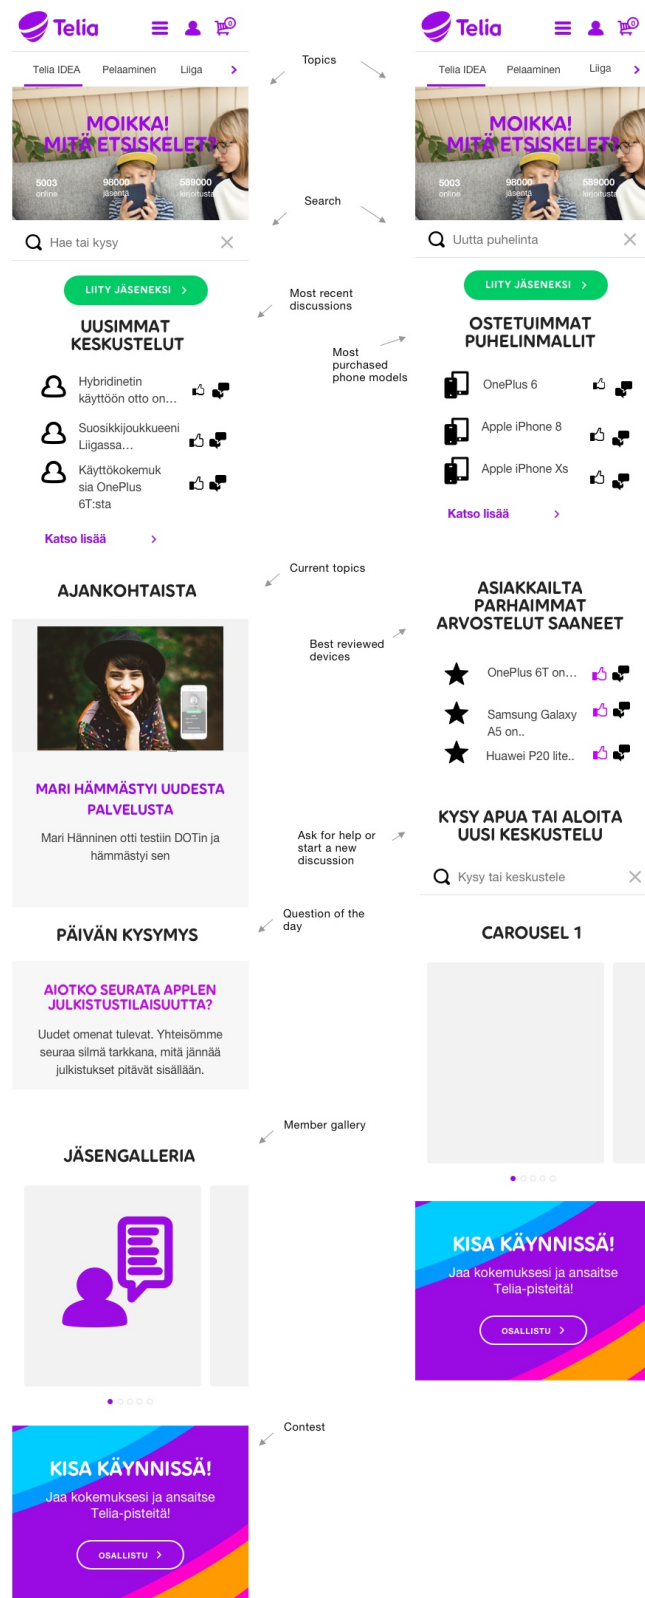 Telia
0
Telia IDEA Pelaaminen Liiga
MOIKKA!
MITÄ ETSISKELET?
5003 98000 589000
online jäsentä kirjoitusta
Hae tai kysy
LIITY JÄSENEKSI
UUSIMMAT
KESKUSTELUT
Hybridinetin
käyttöön otto on...
Suosikkijoukkueeni
Liigassa...
Käyttökokemuk
sia OnePlus
6T:sta
Katso lisää
AJANKOHTAISTA
MARI HÄMMÄSTYI UUDESTA
PALVELUSTA
Mari Hänninen otti testiin DOTin ja
hämmästyi sen
PÄIVÄN KYSYMYS
AIOTKO SEURATA APPLEN
JULKISTUSTILAISUUTTA?
Uudet omenat tulevat. Yhteisömme
seuraa silmä tarkkana, mitä jännää
julkistukset pitävät sisällään.
JÄSENGALLERIA
KISA KÄYNNISSÄ!
Jaa kokemuksesi ja ansaitse
Telia-pisteitä!
OSALLISTU
Topics
Search
Most recent
discussions
Most
purchased
phone models
Current topics
Best reviewed
devices
Ask for help or
start a new
discussion
Question of the
day
Member gallery
Contest
Telia
0
Telia IDEA Pelaaminen Liiga
MOIKKA!
MITÄ ETSISKELET?
5003 98000 589000
online jäsentä kirjoitusta
Uutta puhelinta
LIITY JÄSENEKSI
OSTETUIMMAT
PUHELINMALLIT
OnePlus 6
Apple iPhone 8
Apple iPhone Xs
Katso lisää
ASIAKKAILTA
PARHAIMMAT
ARVOSTELUT SAANEET
OnePlus 6T on...
Samsung Galaxy
A5 on..
Huawei P20 lite..
KYSY APUA TAI ALOITA
UUSI KESKUSTELU
Kysy tai keskustele
CAROUSEL 1
KISA KÄYNNISSÄ!
Jaa kokemuksesi ja ansaitse
Telia-pisteitä!
OSALLISTU